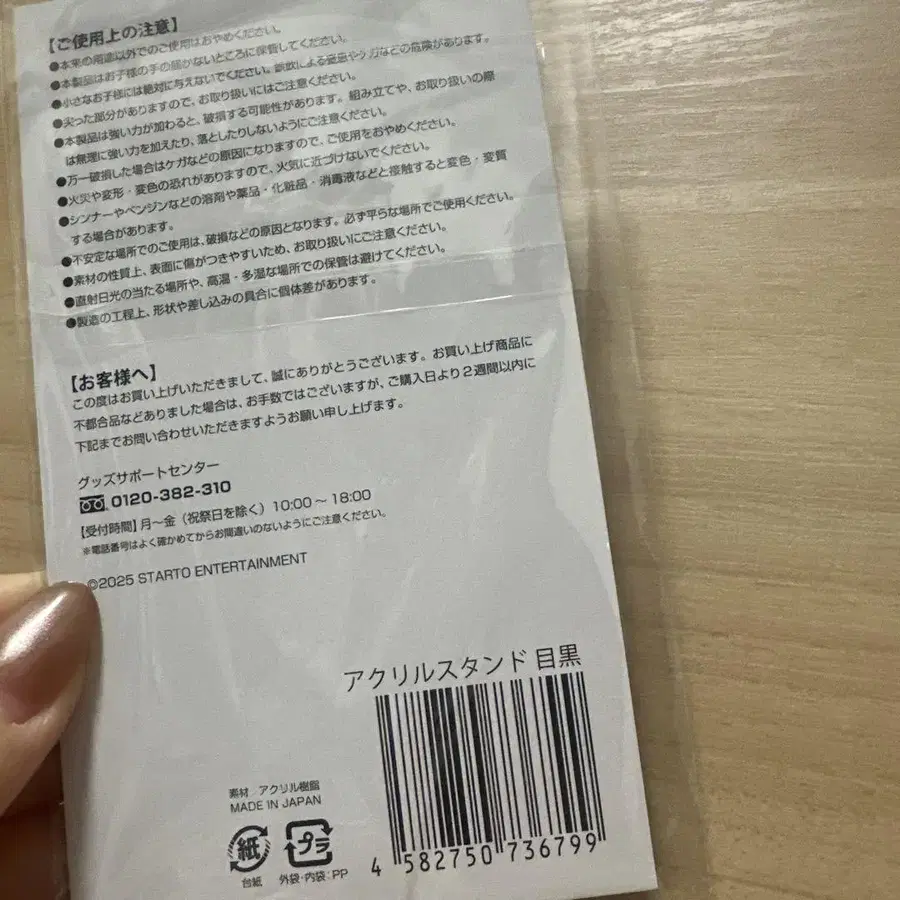 【ご使用上の注意】
●本来の用途以外でのご使用はおやめください。
●本製品はお子様の手の届かないところに保管してください。
●小さなお子様には絶対に与えないでください。誤飲による窒息やケガなどの危険があります。
●尖った部分がありますので、お取り扱いにはご注意ください。
●本製品は強い力が加わると、破損する可能性があります。組み立てや、お取り扱いの際
は無理に強い力を加えたり、落としたりしないようにご注意ください。
●万一破損した場合はケガなどの原因になりますので、ご使用をおやめください。
●火災や変形・変色の恐れがありますので、火気に近づけないでください。
●シンナーやベンジンなどの溶剤や薬品・化粧品・消毒液などと接触すると変色・変質
する場合があります。
●不安定な場所でのご使用は、破損などの原因となります。必ず平らな場所でご使用ください。
●素材の性質上、表面に傷がつきやすいため、お取り扱いにご注意ください。
●直射日光の当たる場所や、高温・多湿な場所での保管は避けてください。
●製造の工程上、形状や差し込みの具合に個体差があります。
【お客様へ】
この度はお買い上げいただきまして、誠にありがとうございます。お買い上げ商品に
不都合品などありました場合は、お手数ではございますが、ご購入日より2週間以内に
下記までお問い合わせいただきますようお願い申し上げます。
グッズサポートセンター
0120-382-310
【受付時間】月～金（祝祭日を除く）10:00～18:00
※電話番号はよく確かめてからお間違いのないようにご注意ください。
©2025 STARTO ENTERTAINMENT
アクリルスタンド 目黒
素材／アクリル樹脂
MADE IN JAPAN
紙 プラ
台紙 外袋・内袋：PP
4 582750 736799